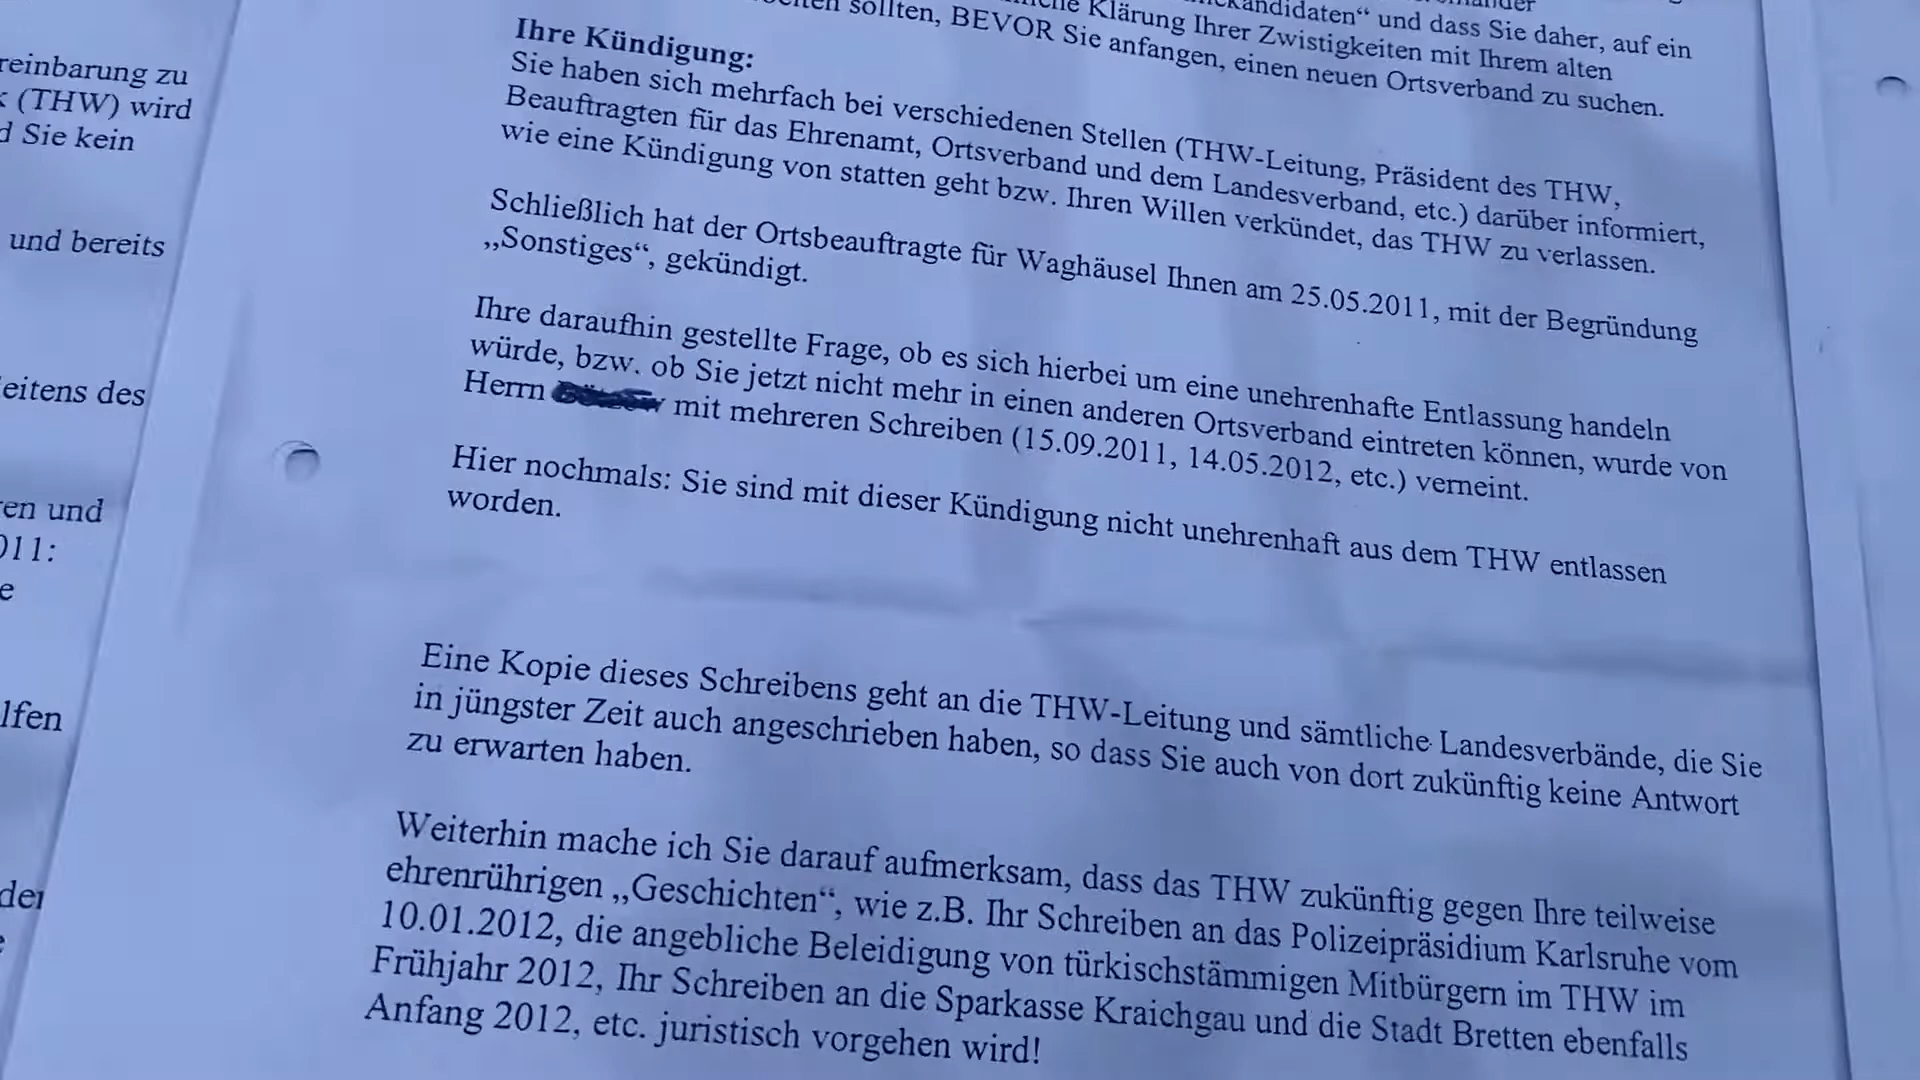 reinbarung zu
(THW) wird
d Sie kein
und bereits
eitens des
en und
011:
e
lfen
der
kandidaten“ und dass Sie daher, auf ein
Klärung Ihrer Zwistigkeiten mit Ihrem alten
sollten, BEVOR Sie anfangen, einen neuen Ortsverband zu suchen.
Ihre Kündigung:
Sie haben sich mehrfach bei verschiedenen Stellen (THW-Leitung, Präsident des THW,
Beauftragten für das Ehrenamt, Ortsverband und dem Landesverband, etc.) darüber informiert,
wie eine Kündigung von statten geht bzw. Ihren Willen verkündet, das THW zu verlassen.
Schließlich hat der Ortsbeauftragte für Waghäusel Ihnen am 25.05.2011, mit der Begründung
„Sonstiges“, gekündigt.
Ihre daraufhin gestellte Frage, ob es sich hierbei um eine unehrenhafte Entlassung handeln
würde, bzw. ob Sie jetzt nicht mehr in einen anderen Ortsverband eintreten können, wurde von
Herrn mit mehreren Schreiben (15.09.2011, 14.05.2012, etc.) verneint.
Hier nochmals: Sie sind mit dieser Kündigung nicht unehrenhaft aus dem THW entlassen
worden.
Eine Kopie dieses Schreibens geht an die THW-Leitung und sämtliche Landesverbände, die Sie
in jüngster Zeit auch angeschrieben haben, so dass Sie auch von dort zukünftig keine Antwort
zu erwarten haben.
Weiterhin mache ich Sie darauf aufmerksam, dass das THW zukünftig gegen Ihre teilweise
ehrenrührigen „Geschichten“, wie z.B. Ihr Schreiben an das Polizeipräsidium Karlsruhe vom
10.01.2012, die angebliche Beleidigung von türkischstämmigen Mitbürgern im THW im
Frühjahr 2012, Ihr Schreiben an die Sparkasse Kraichgau und die Stadt Bretten ebenfalls
Anfang 2012, etc. juristisch vorgehen wird!